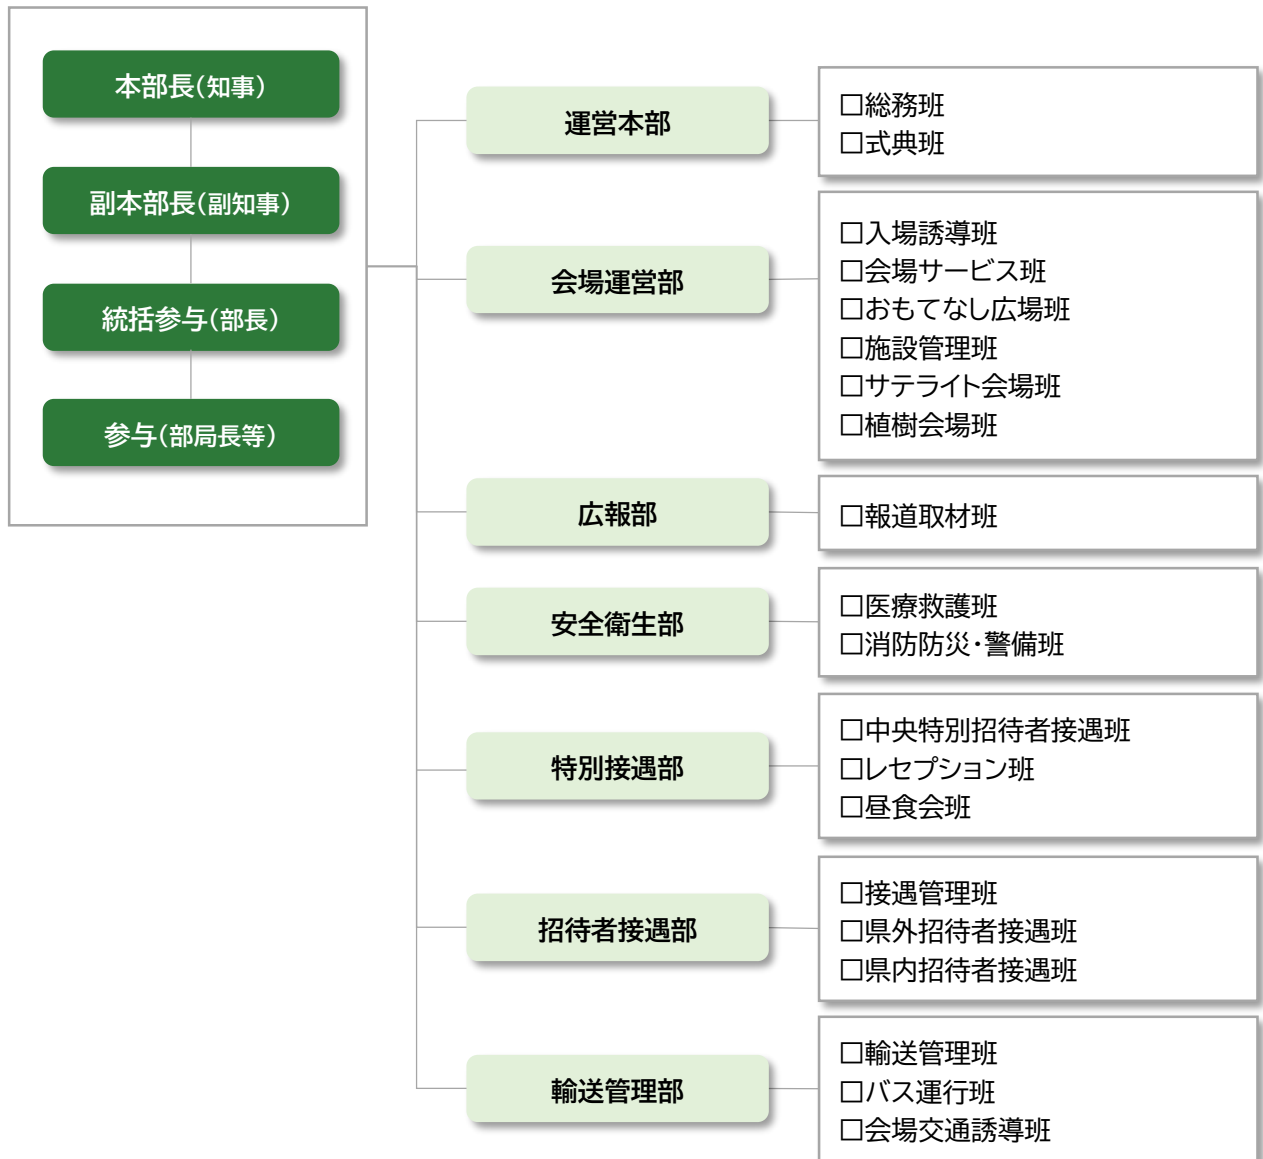 本部長(知事)
副本部長(副知事)
統括参与(部長)
参与(部局長等)
運営本部
□総務班
□式典班
会場運営部
□入場誘導班
□会場サービス班
□おもてなし広場班
□施設管理班
□サテライト会場班
□植樹会場班
広報部
□報道取材班
安全衛生部
□医療救護班
□消防防災・警備班
特別接遇部
□中央特別招待者接遇班
□レセプション班
□昼食会班
招待者接遇部
□接遇管理班
□県外招待者接遇班
□県内招待者接遇班
輸送管理部
□輸送管理班
□バス運行班
□会場交通誘導班